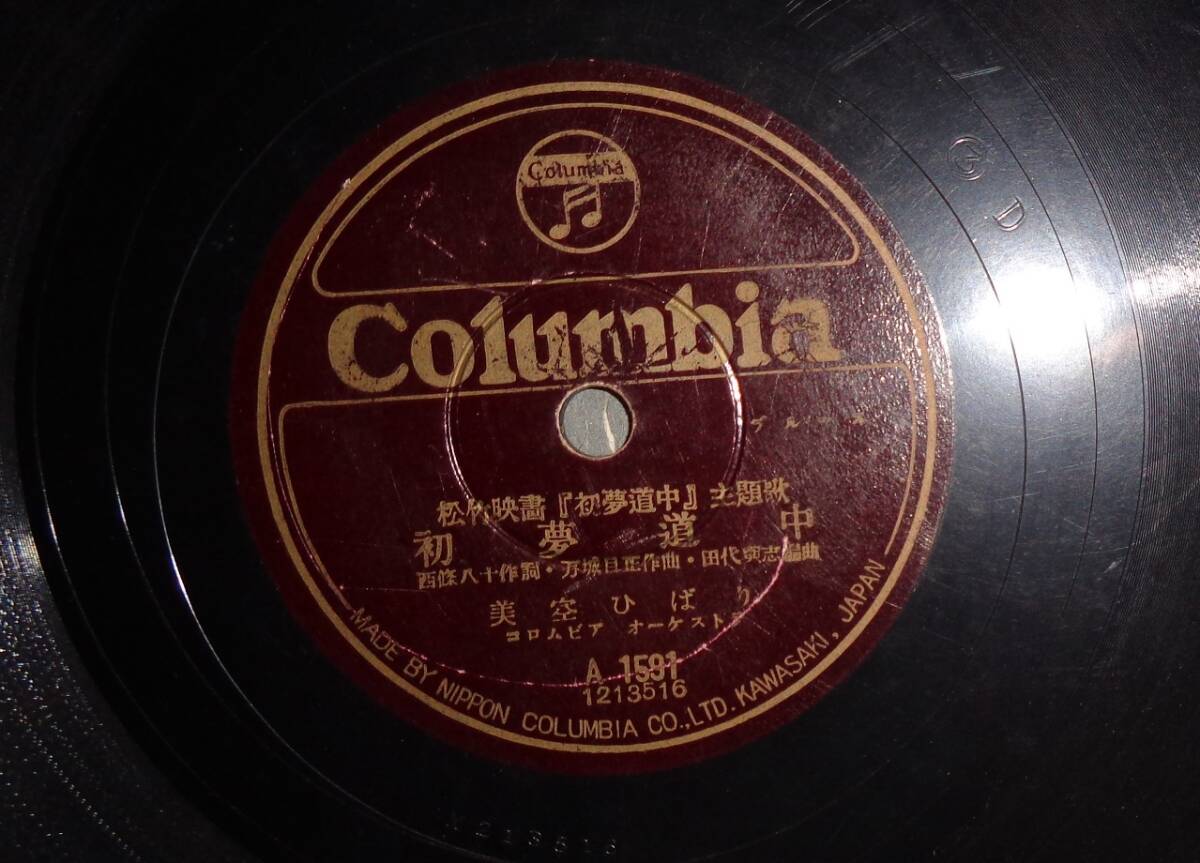 Columbia
Columbia
松竹映畫『初夢道中』主題歌
初夢道中
西條八十作詞・万城目正作曲・田代與志編曲
美空ひばり
コロムビア オーケストラ
A 1591
1213516
MADE BY NIPPON COLUMBIA CO.,LTD. KAWASAKI, JAPAN
D
1213516